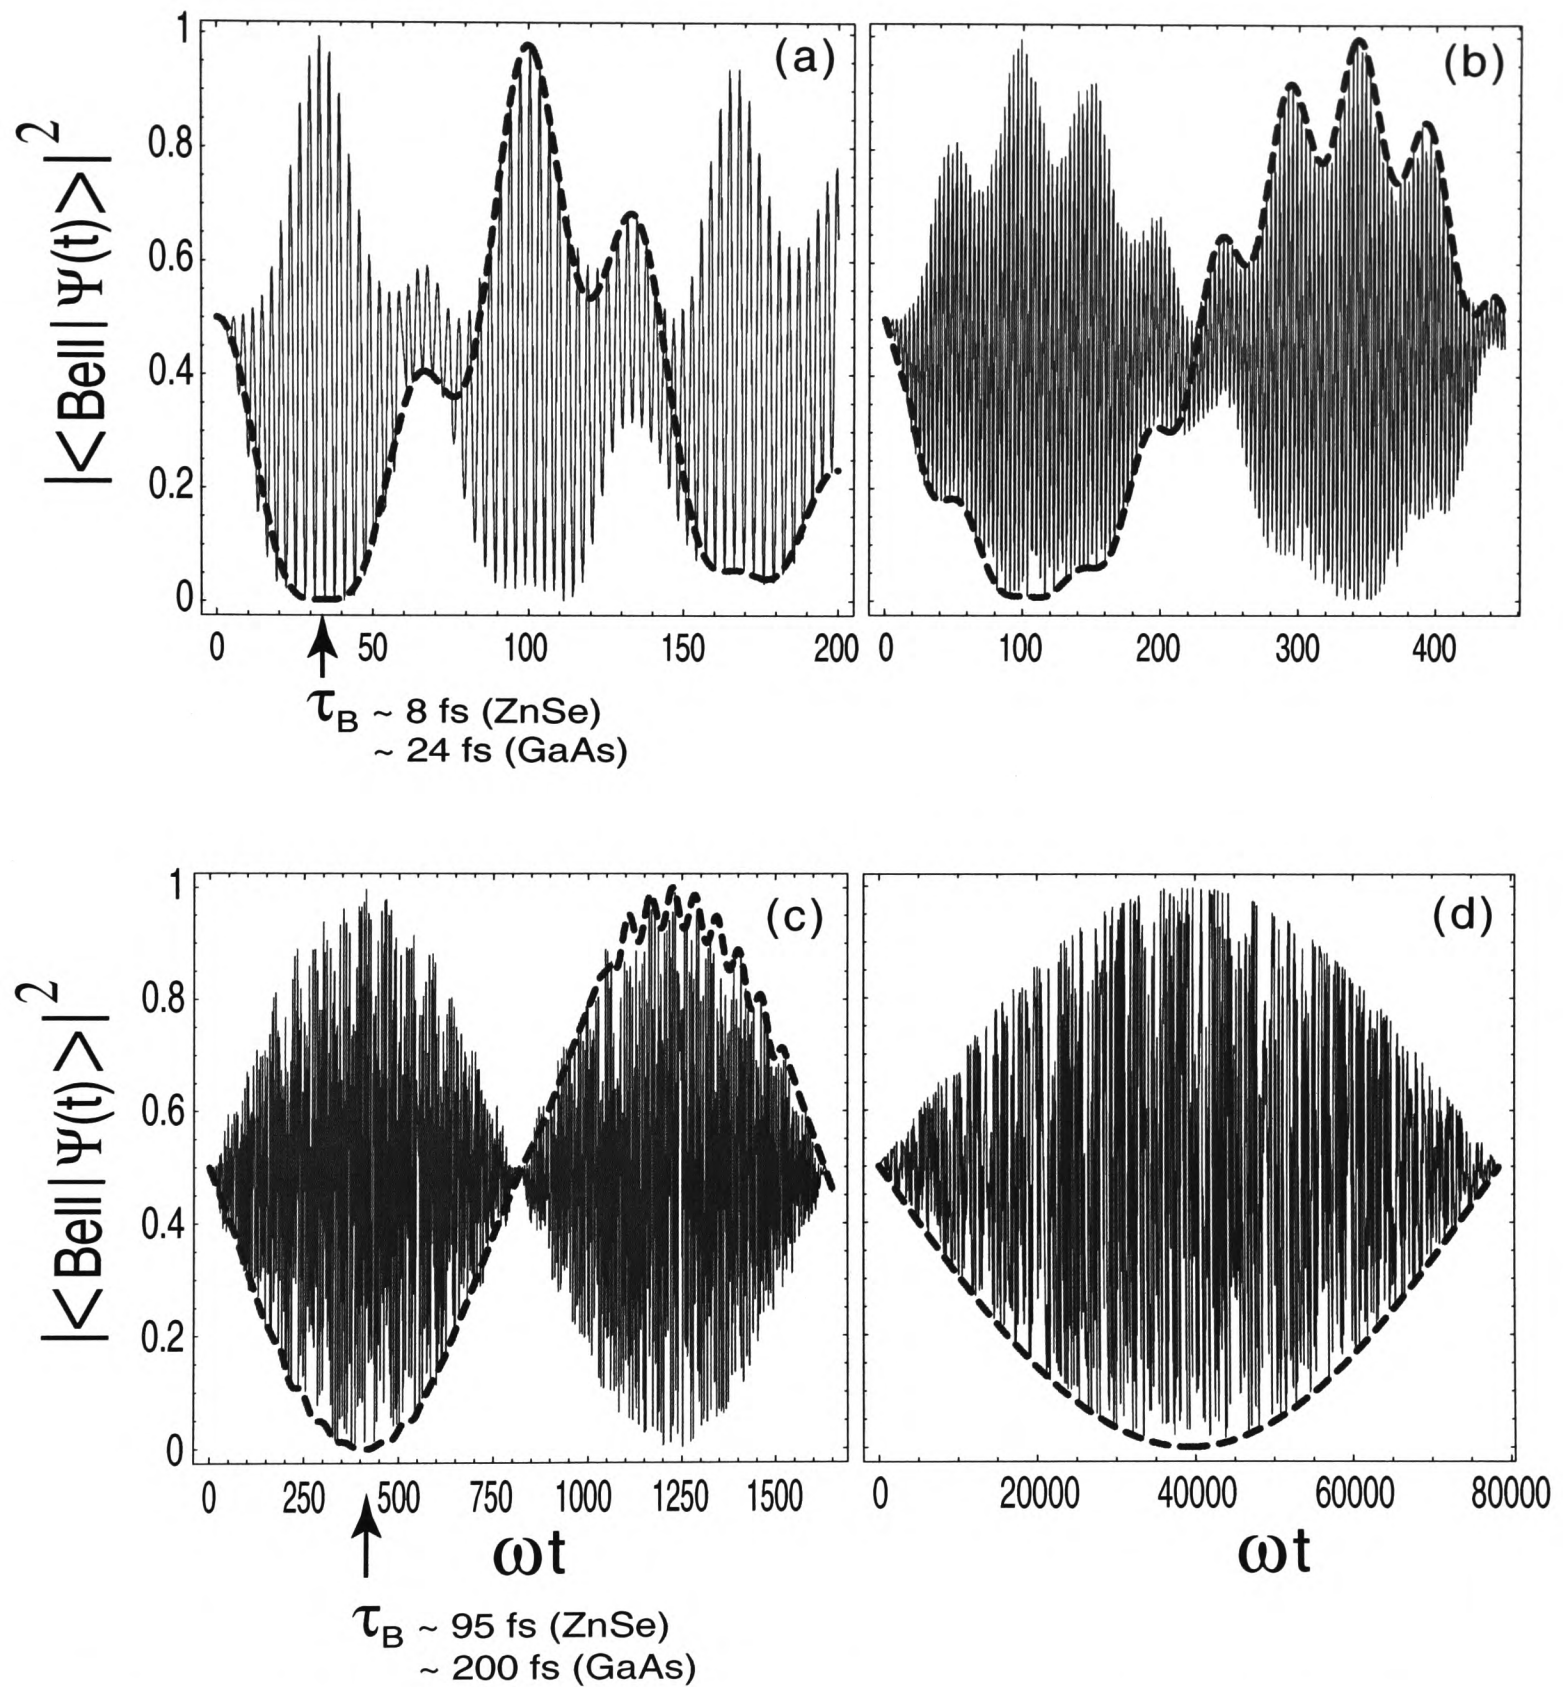 |<Bell|Ψ(t)>|²
1
0.8
0.6
0.4
0.2
0
(a)
0 50 100 150 200
τB ~ 8 fs (ZnSe)
~ 24 fs (GaAs)
(b)
0 100 200 300 400
|<Bell|Ψ(t)>|²
1
0.8
0.6
0.4
0.2
0
(c)
0 250 500 750 1000 1250 1500
ωt
τB ~ 95 fs (ZnSe)
~ 200 fs (GaAs)
(d)
0 20000 40000 60000 80000
ωt